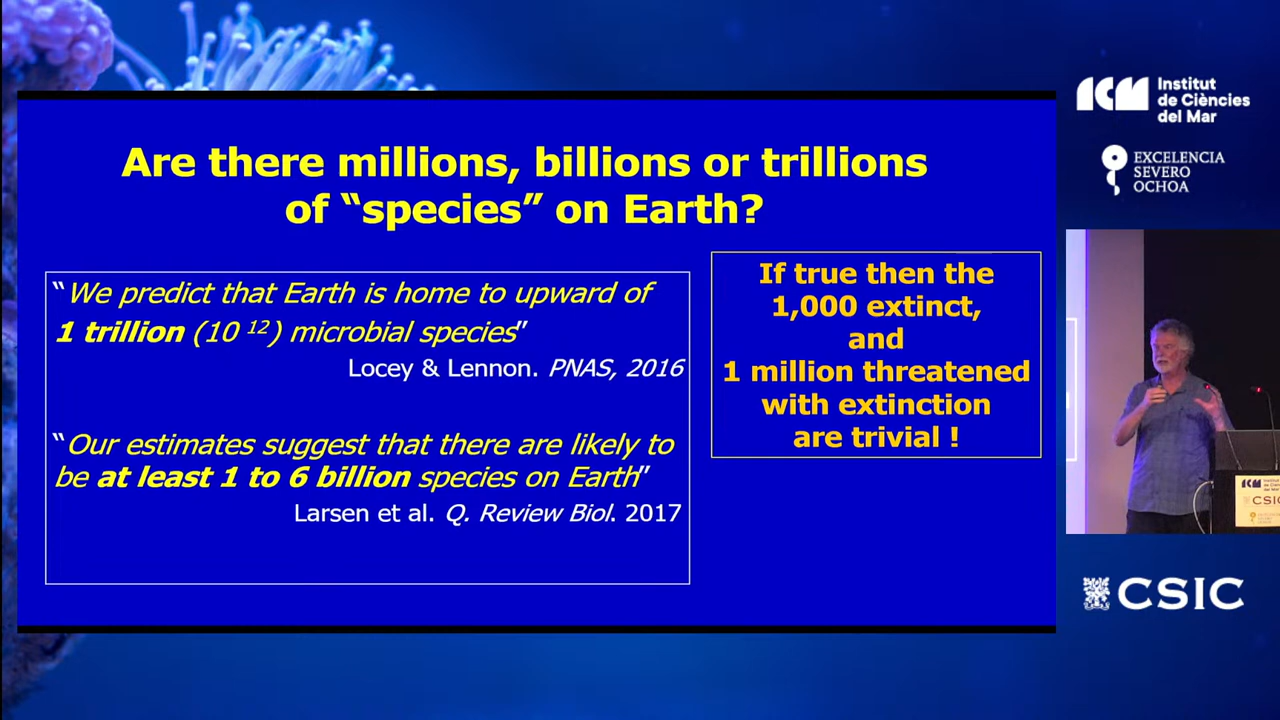 Are there millions, billions or trillions
of “species” on Earth?
“We predict that Earth is home to upward of
1 trillion (10 12) microbial species”
Locey & Lennon. PNAS, 2016
“Our estimates suggest that there are likely to
be at least 1 to 6 billion species on Earth”
Larsen et al. Q. Review Biol. 2017
If true then the
1,000 extinct,
and
1 million threatened
with extinction
are trivial !
ICM
Institut
de Ciències
del Mar
EXCELENCIA
SEVERO
OCHOA
CSIC